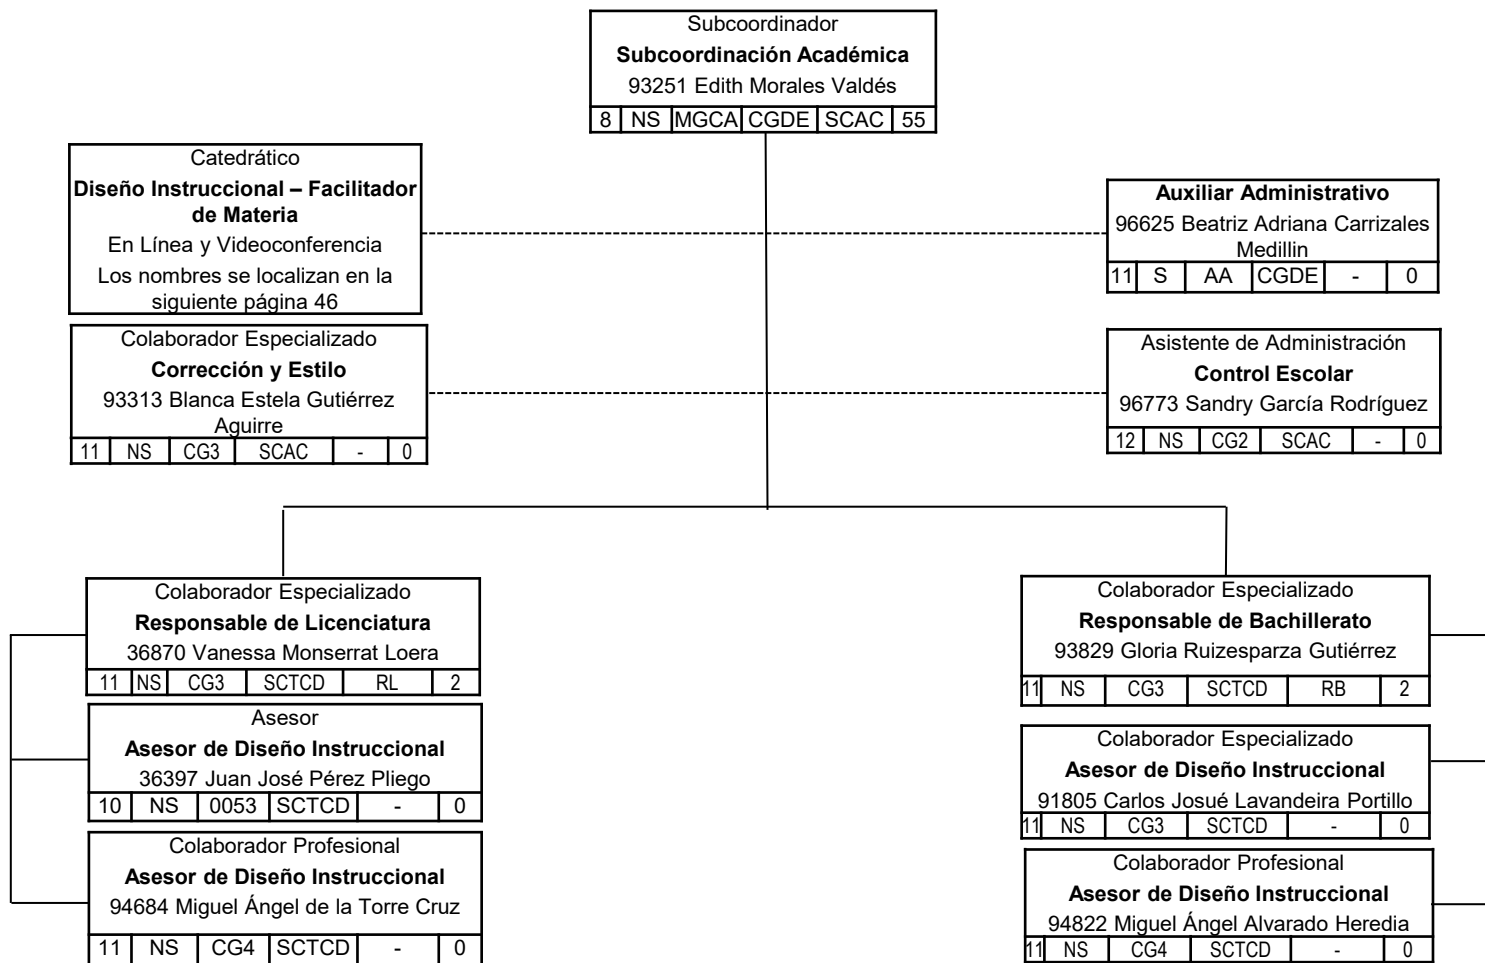 Subcoordinador
Subcoordinación Académica
93251 Edith Morales Valdés
8 NS MGCA CGDE SCAC 55
Catedrático
Diseño Instruccional – Facilitador
de Materia
En Línea y Videoconferencia
Los nombres se localizan en la
siguiente página 46
Auxiliar Administrativo
96625 Beatriz Adriana Carrizales
Medillin
11 S AA CGDE - 0
Colaborador Especializado
Corrección y Estilo
93313 Blanca Estela Gutiérrez
Aguirre
11 NS CG3 SCAC - 0
Asistente de Administración
Control Escolar
96773 Sandry García Rodríguez
12 NS CG2 SCAC - 0
Colaborador Especializado
Responsable de Licenciatura
36870 Vanessa Monserrat Loera
11 NS CG3 SCTCD RL 2
Asesor
Asesor de Diseño Instruccional
36397 Juan José Pérez Pliego
10 NS 0053 SCTCD - 0
Colaborador Profesional
Asesor de Diseño Instruccional
94684 Miguel Ángel de la Torre Cruz
11 NS CG4 SCTCD - 0
Colaborador Especializado
Responsable de Bachillerato
93829 Gloria Ruizesparza Gutiérrez
11 NS CG3 SCTCD RB 2
Colaborador Especializado
Asesor de Diseño Instruccional
91805 Carlos Josué Lavandeira Portillo
11 NS CG3 SCTCD - 0
Colaborador Profesional
Asesor de Diseño Instruccional
94822 Miguel Ángel Alvarado Heredia
11 NS CG4 SCTCD - 0